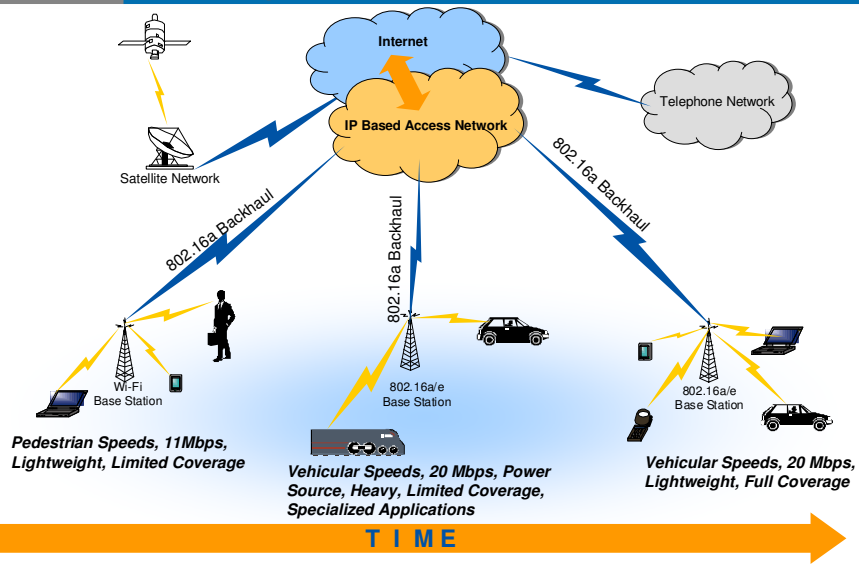 Internet
Telephone Network
IP Based Access Network
Satellite Network
802.16a Backhaul
802.16a Backhaul
802.16a Backhaul
Wi-Fi
Base Station
802.16a/e
Base Station
802.16a/e
Base Station
Pedestrian Speeds, 11Mbps,
Lightweight, Limited Coverage
Vehicular Speeds, 20 Mbps, Power
Source, Heavy, Limited Coverage,
Specialized Applications
Vehicular Speeds, 20 Mbps,
Lightweight, Full Coverage
TIME